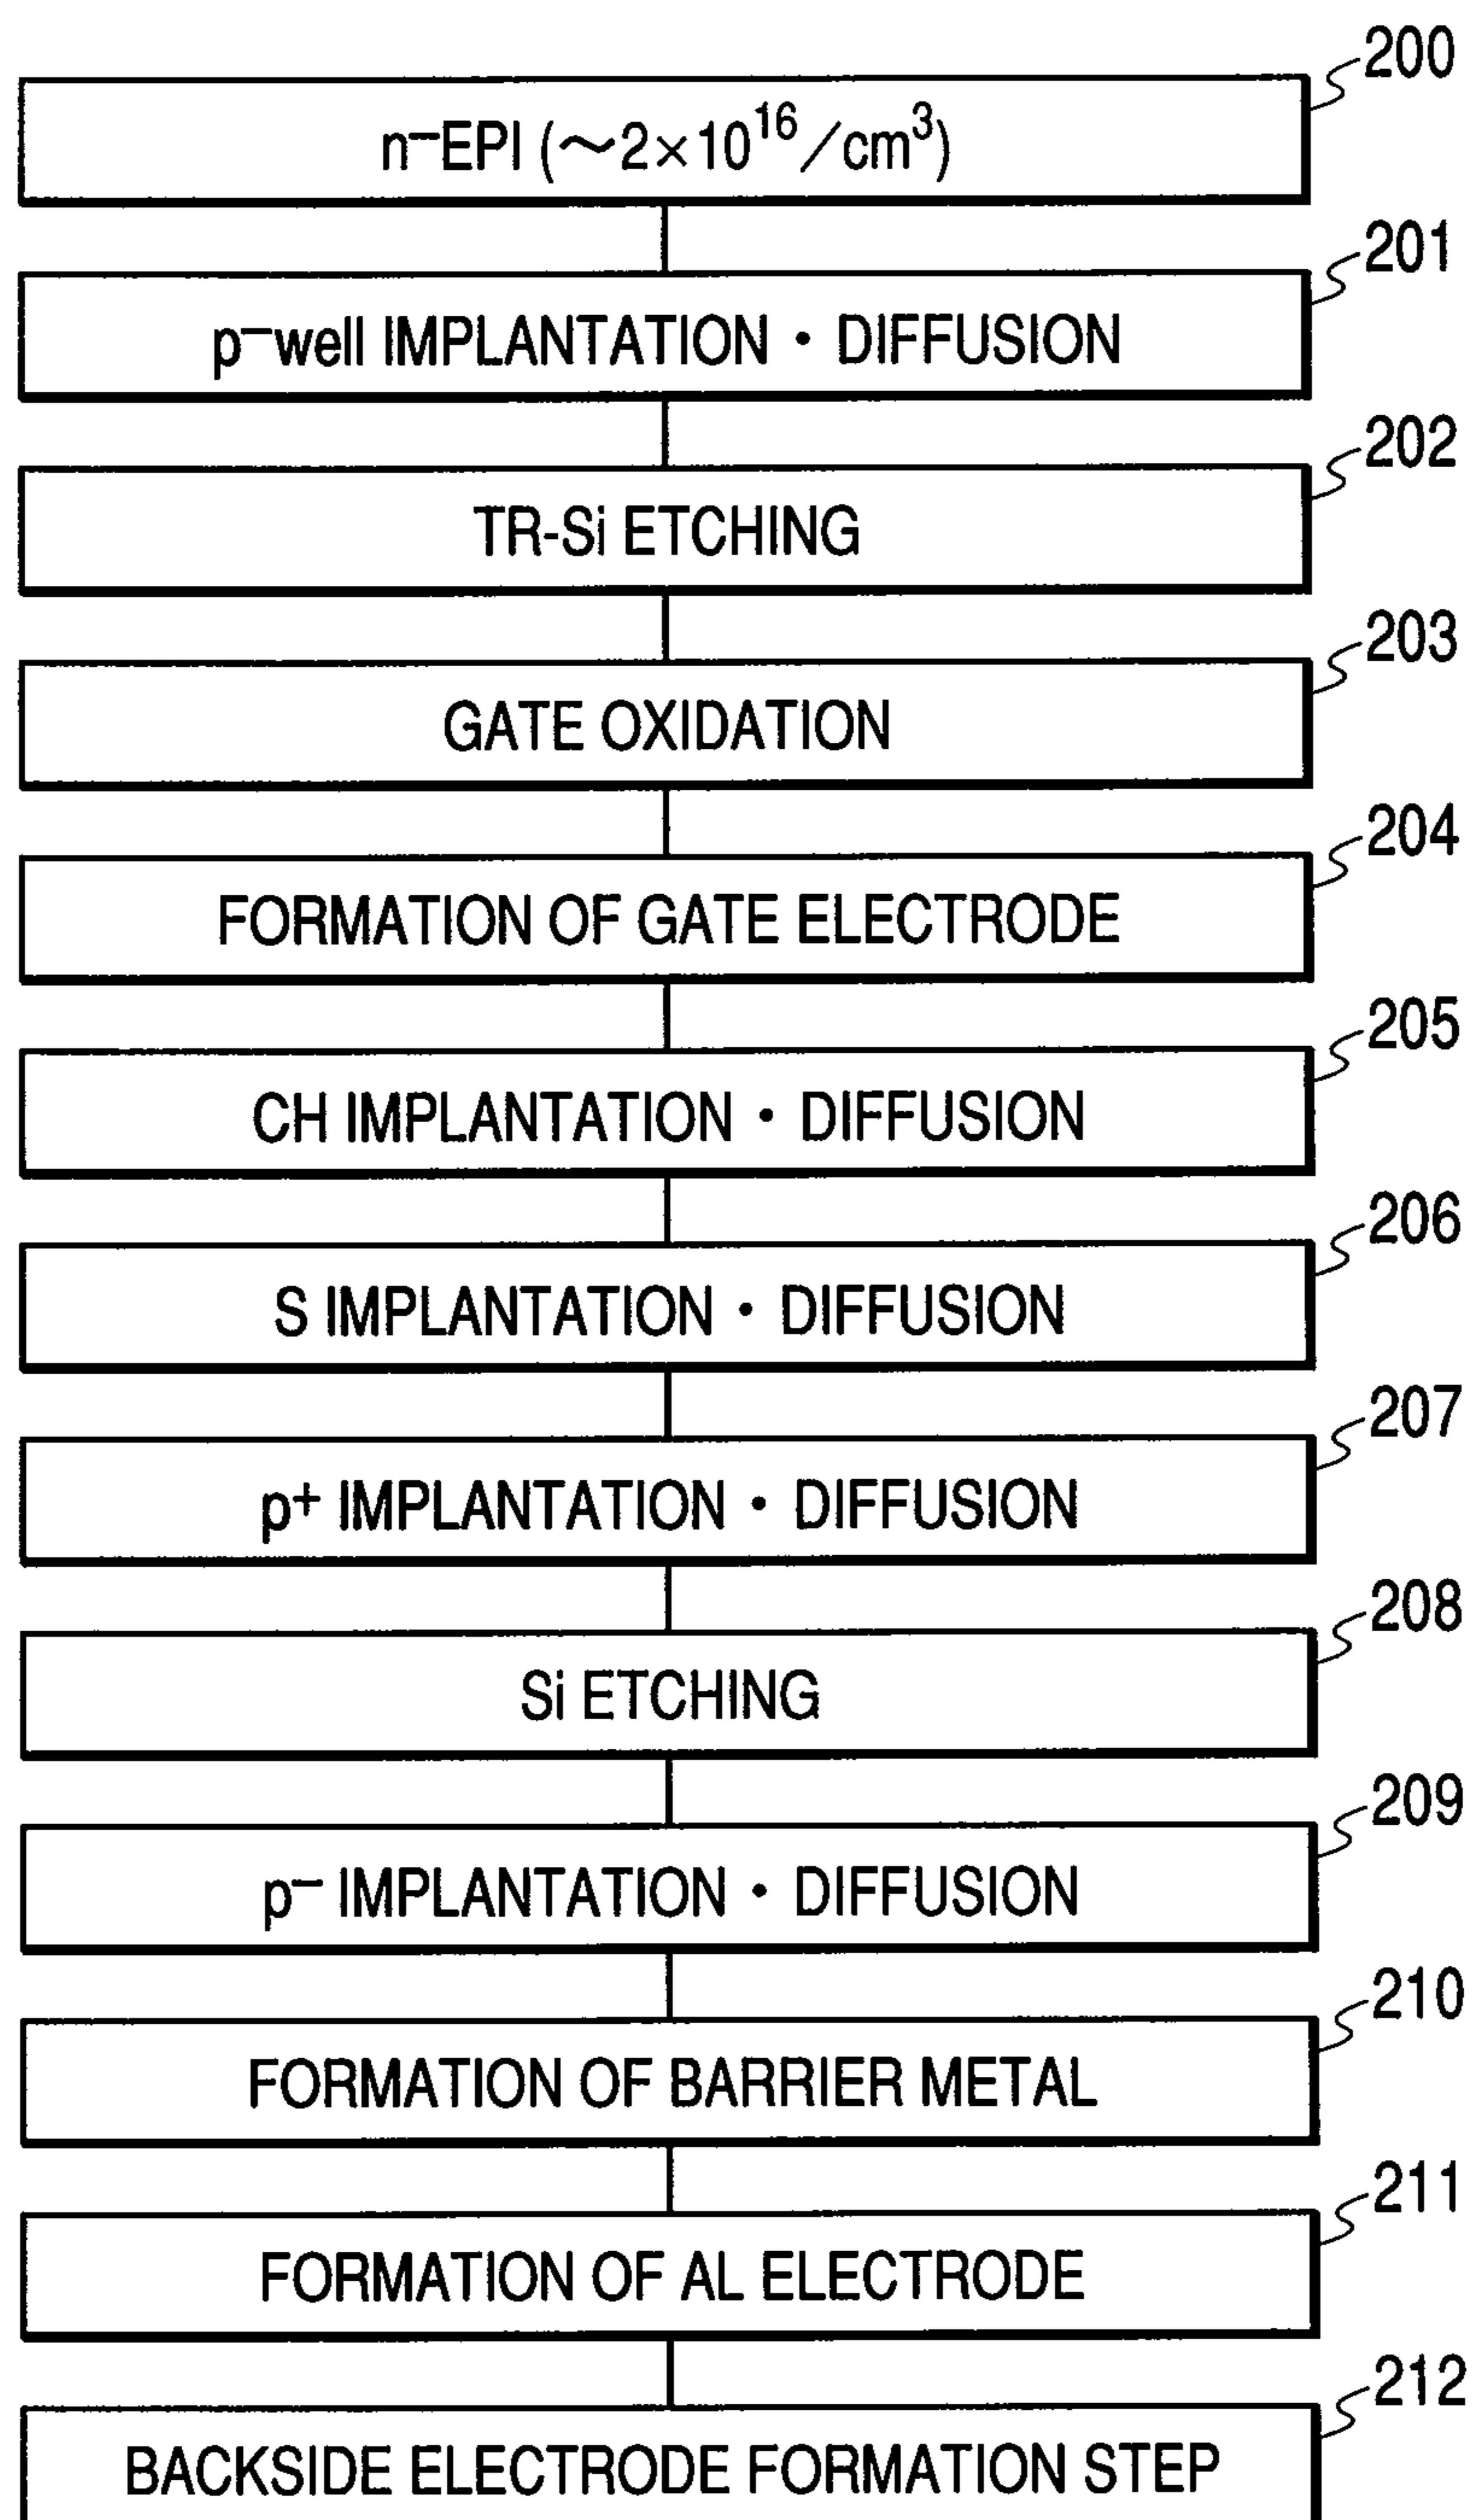 200
n⁻EPI (～2×10¹⁶/cm³)
201
p⁻well IMPLANTATION • DIFFUSION
202
TR-Si ETCHING
203
GATE OXIDATION
204
FORMATION OF GATE ELECTRODE
205
CH IMPLANTATION • DIFFUSION
206
S IMPLANTATION • DIFFUSION
207
p⁺ IMPLANTATION • DIFFUSION
208
Si ETCHING
209
p⁻ IMPLANTATION • DIFFUSION
210
FORMATION OF BARRIER METAL
211
FORMATION OF AL ELECTRODE
212
BACKSIDE ELECTRODE FORMATION STEP